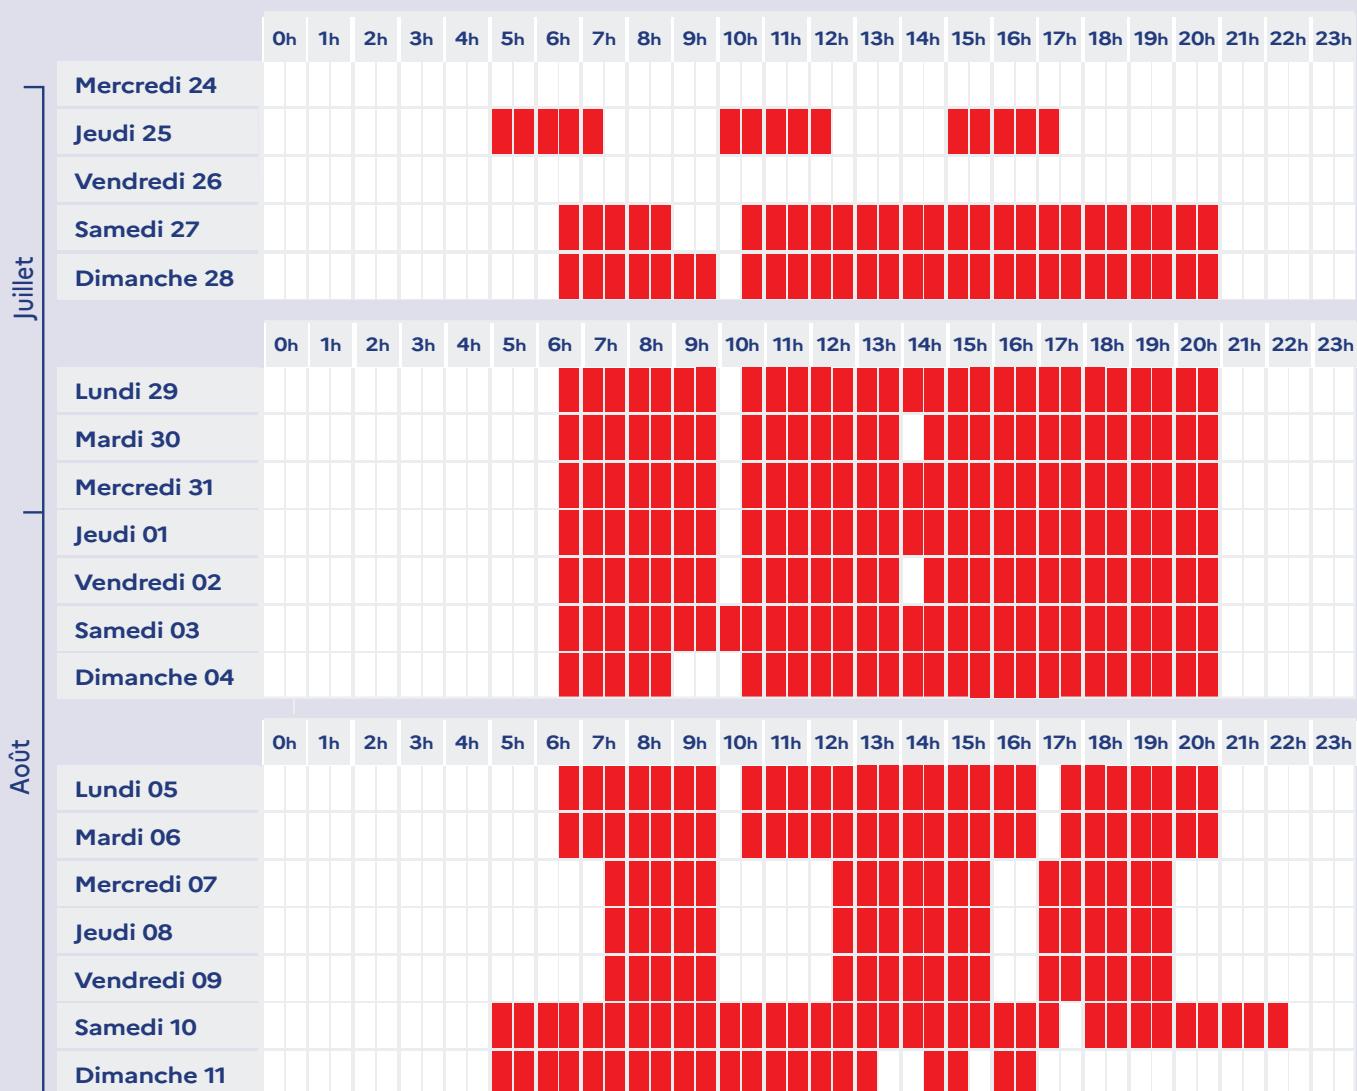 0h 1h 2h 3h 4h 5h 6h 7h 8h 9h 10h 11h 12h 13h 14h 15h 16h 17h 18h 19h 20h 21h 22h 23h
Mercredi 24
Jeudi 25
Vendredi 26
Samedi 27
Juillet
Dimanche 28
0h 1h 2h 3h 4h 5h 6h 7h 8h 9h 10h 11h 12h 13h 14h 15h 16h 17h 18h 19h 20h 21h 22h 23h
Lundi 29
Mardi 30
Mercredi 31
Jeudi 01
Vendredi 02
Samedi 03
Dimanche 04
0h 1h 2h 3h 4h 5h 6h 7h 8h 9h 10h 11h 12h 13h 14h 15h 16h 17h 18h 19h 20h 21h 22h 23h
Août
Lundi 05
Mardi 06
Mercredi 07
Jeudi 08
Vendredi 09
Samedi 10
Dimanche 11